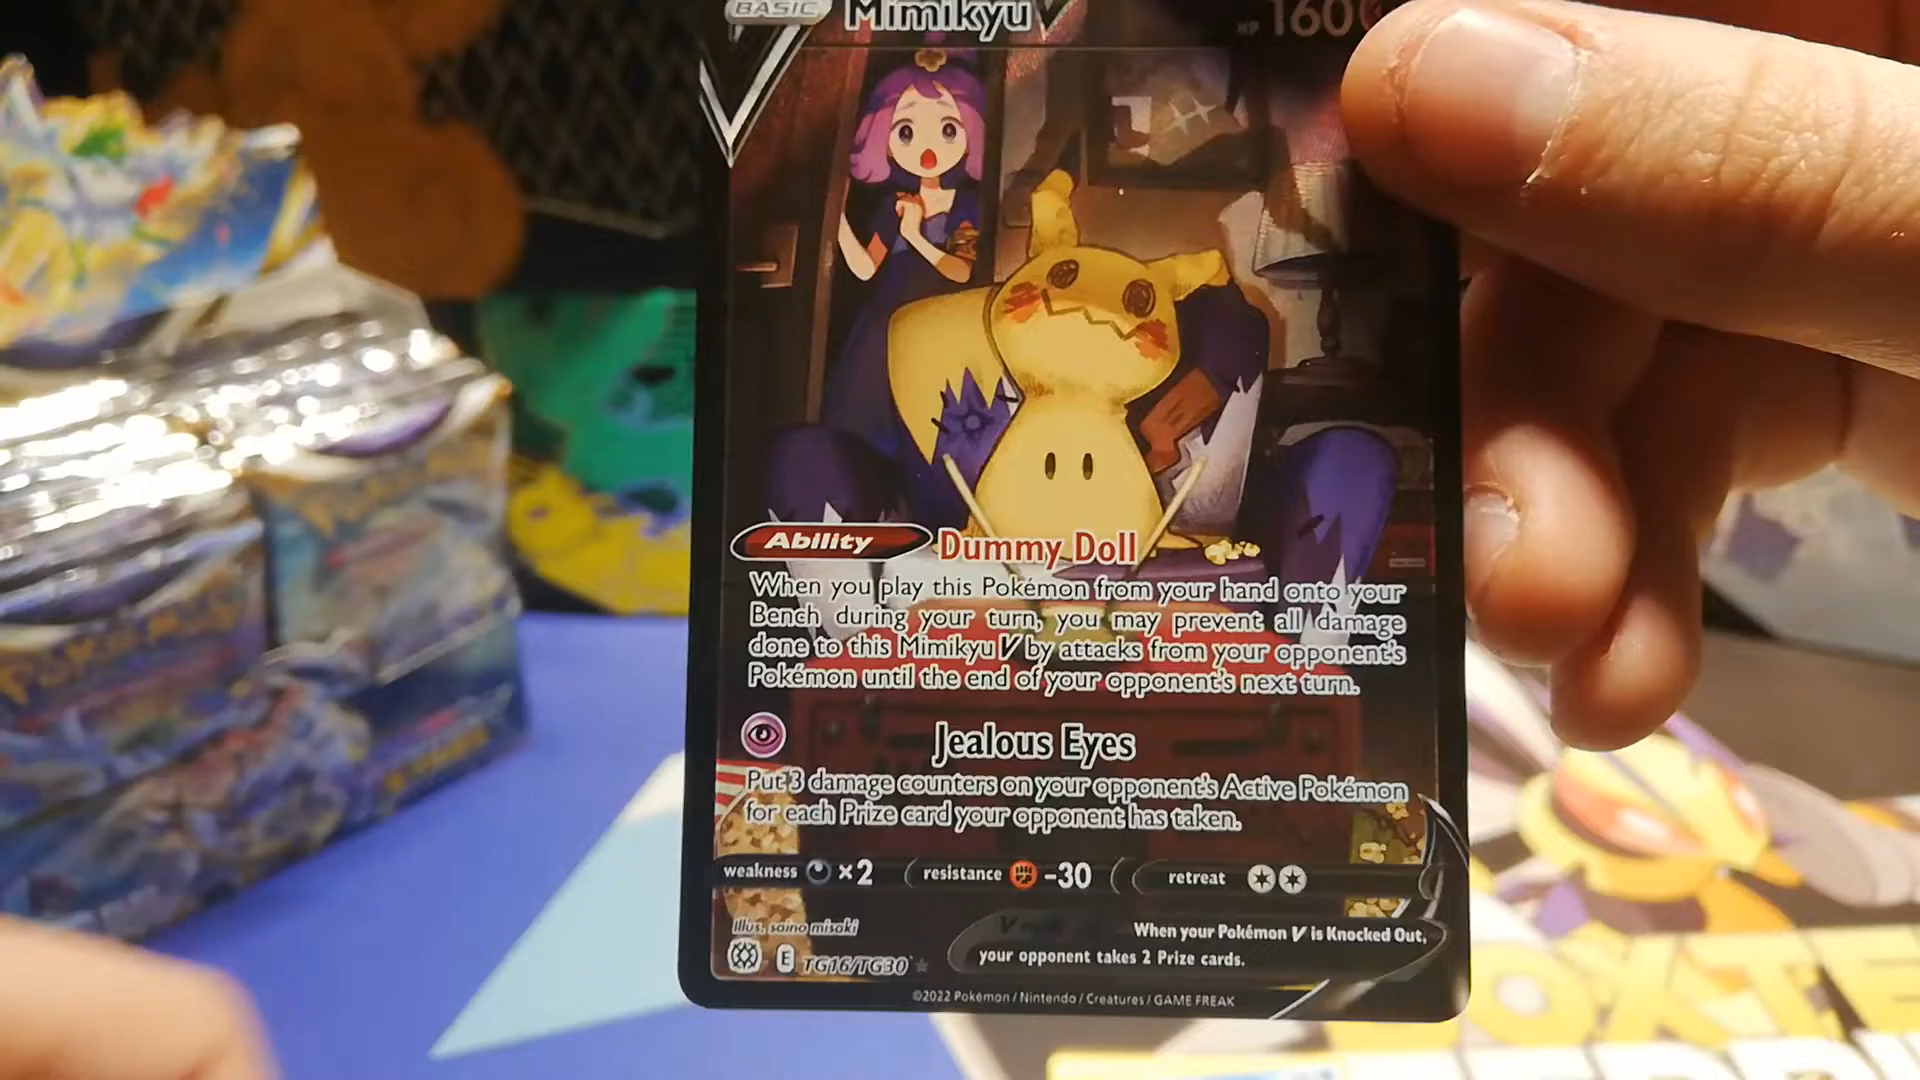 BASIC Mimikyu V HP 160
Ability Dummy Doll
When you play this Pokémon from your hand onto your
Bench during your turn, you may prevent all damage
done to this Mimikyu V by attacks from your opponent's
Pokémon until the end of your opponent's next turn.
Jealous Eyes
Put 3 damage counters on your opponent's Active Pokémon
for each Prize card your opponent has taken.
weakness ×2 resistance -30 retreat
Illus. saino misaki
V rule When your Pokémon V is Knocked Out,
E TG16/TG30 your opponent takes 2 Prize cards.
©2022 Pokémon / Nintendo / Creatures / GAME FREAK
POKÉMON